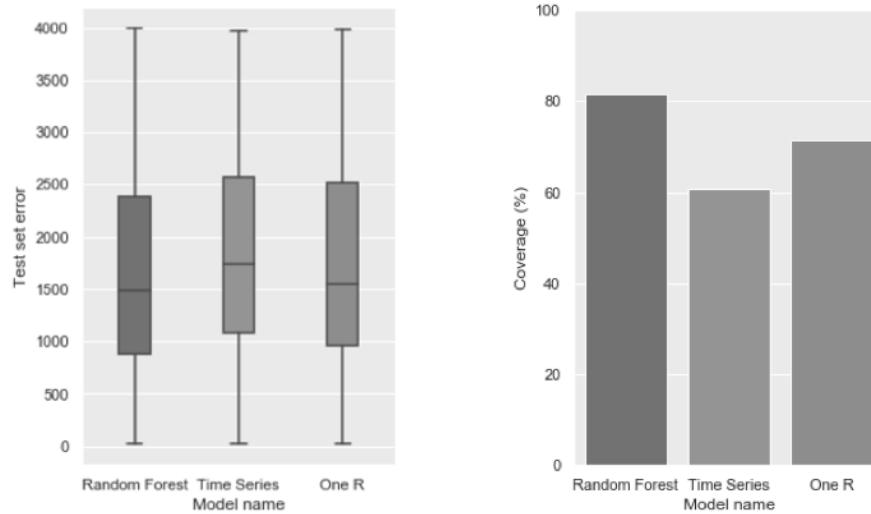 4000
3500
3000
2500
2000
1500
1000
500
0
Test set error
Random Forest Time Series One R
Model name
100
80
60
40
20
0
Coverage (%)
Random Forest Time Series One R
Model name